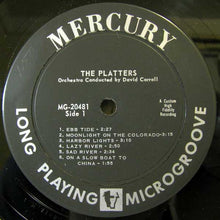 MERCURY
THE PLATTERS
Orchestra Conducted by David Carroll
MG-20481
Side 1
A Custom
High Fidelity
Recording
1. EBB TIDE - 2:27
2. MOONLIGHT ON THE COLORADO - 3:15
3. HARBOR LIGHTS - 3:10
4. LAZY RIVER - 2:20
5. SAD RIVER - 2:34
6. ON A SLOW BOAT TO
CHINA - 1:56
LONG PLAYING MICROGROOVE